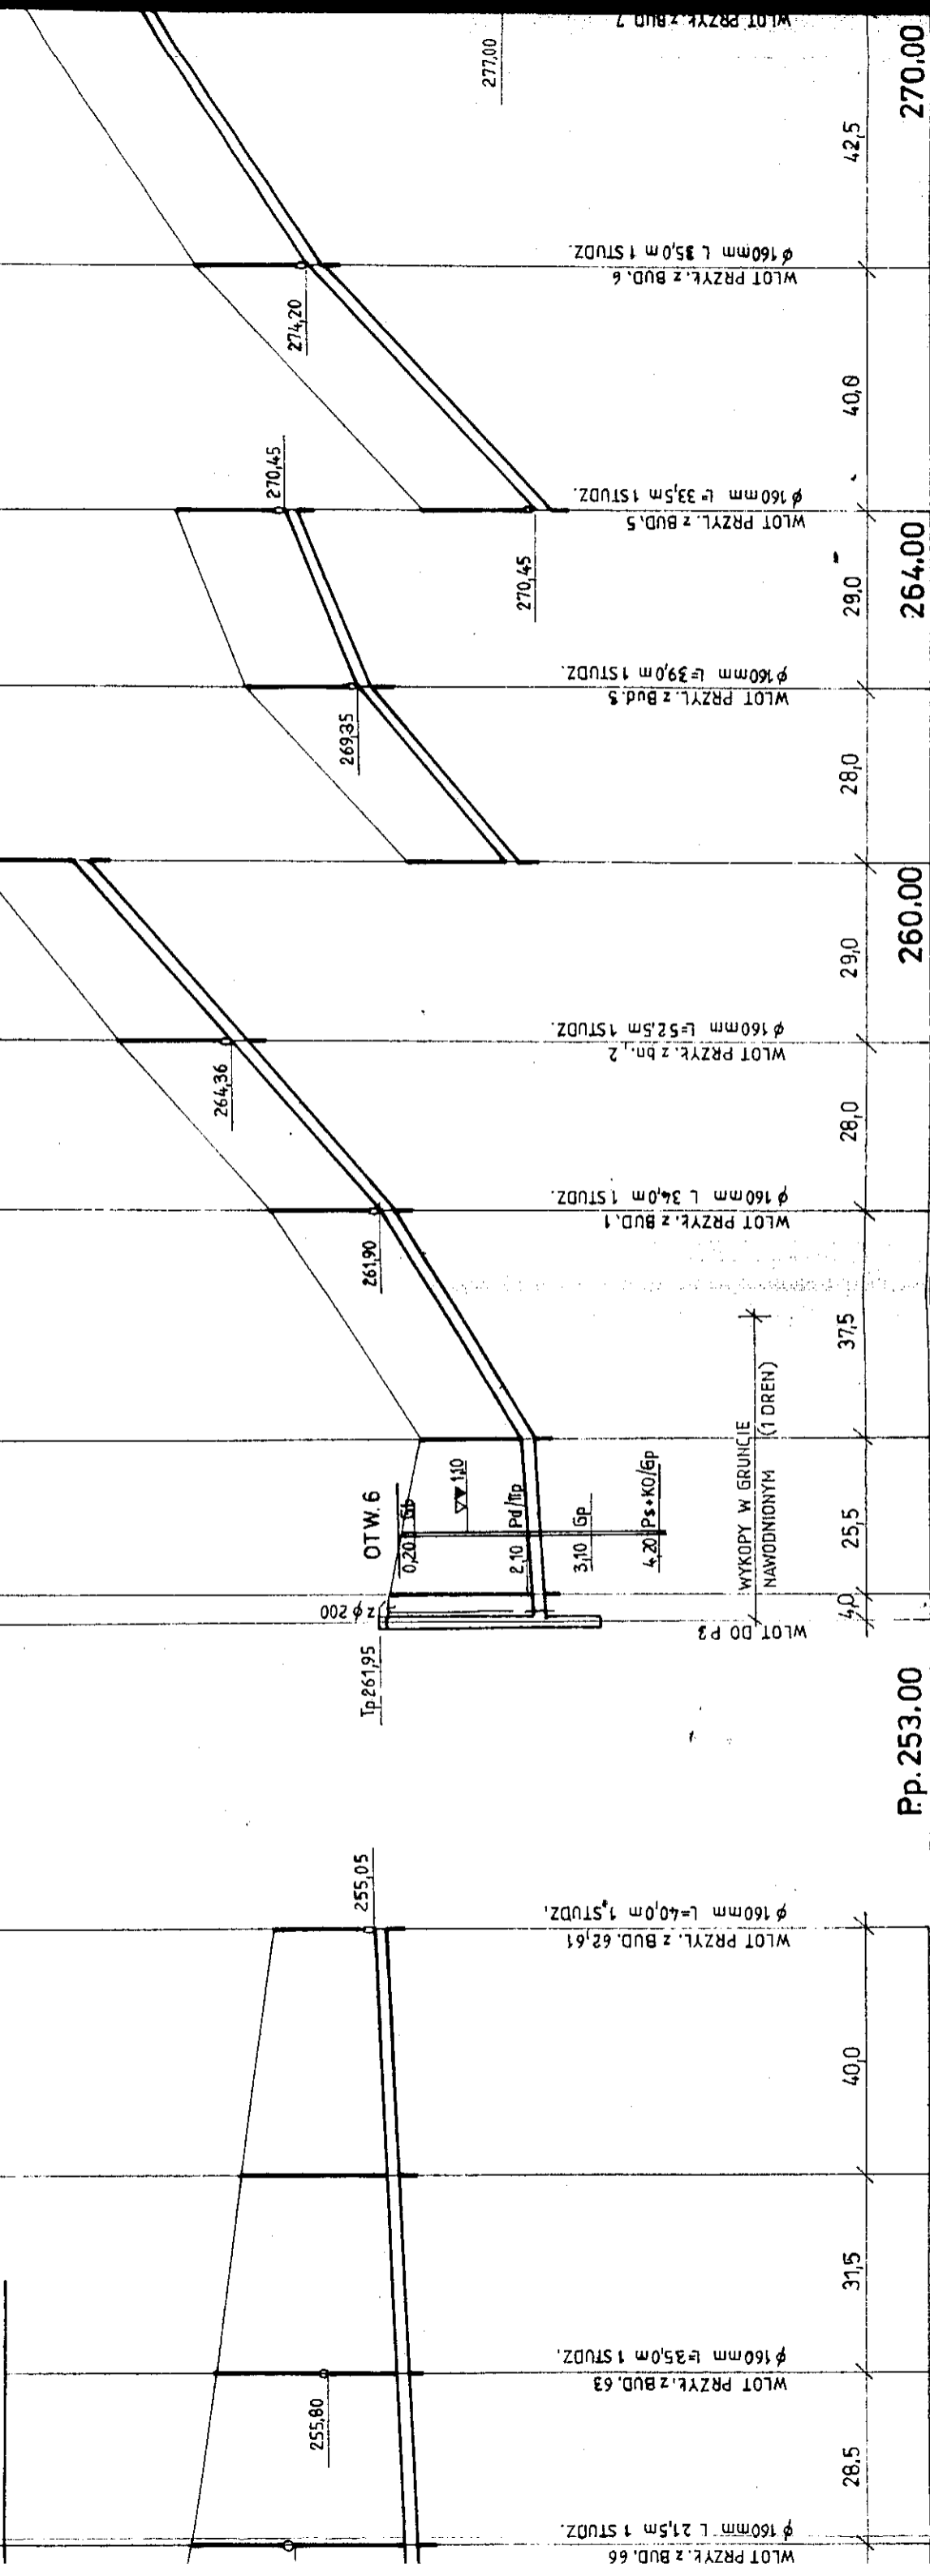 WLOT PRZYŁ. z BUD. 7
277,00
42,5
270.00
WLOT PRZYŁ. z BUD. 6
Ø 160mm L 35,0m 1 STUDZ.
274,20
40,0
WLOT PRZYŁ. z BUD. 5
Ø 160mm L= 33,5m 1 STUDZ.
270,45
270,45
29,0
264.00
WLOT PRZYŁ. z Bud.
Ø 160mm L=39,0m 1 STUDZ.
269,35
28,0
29,0
260.00
WLOT PRZYŁ. z bn. 2
Ø 160mm L=52,5m 1 STUDZ.
264,36
28,0
WLOT PRZYŁ. z BUD. 1
Ø 160mm L 34,0m 1 STUDZ.
261,90
37,5
WYKOPY W GRUNCIE
NAWODNIONYM (1 DREN)
OTW. 6
0,20 Gb
1,10
2,10 Pd/Πp
3,10 Gp
4,20 Ps+KO/Gp
25,5
4,0
z Ø 200
WLOT DO P3
Tp 261,95
P.p. 253.00
255,05
WLOT PRZYŁ. z BUD. 62,61
Ø 160mm L=40,0m 1 STUDZ.
40,0
31,5
WLOT PRZYŁ. z BUD. 63
Ø 160mm L=35,0m 1 STUDZ.
255,80
28,5
WLOT PRZYŁ. z BUD. 66
Ø 160mm L 21,5m 1 STUDZ.